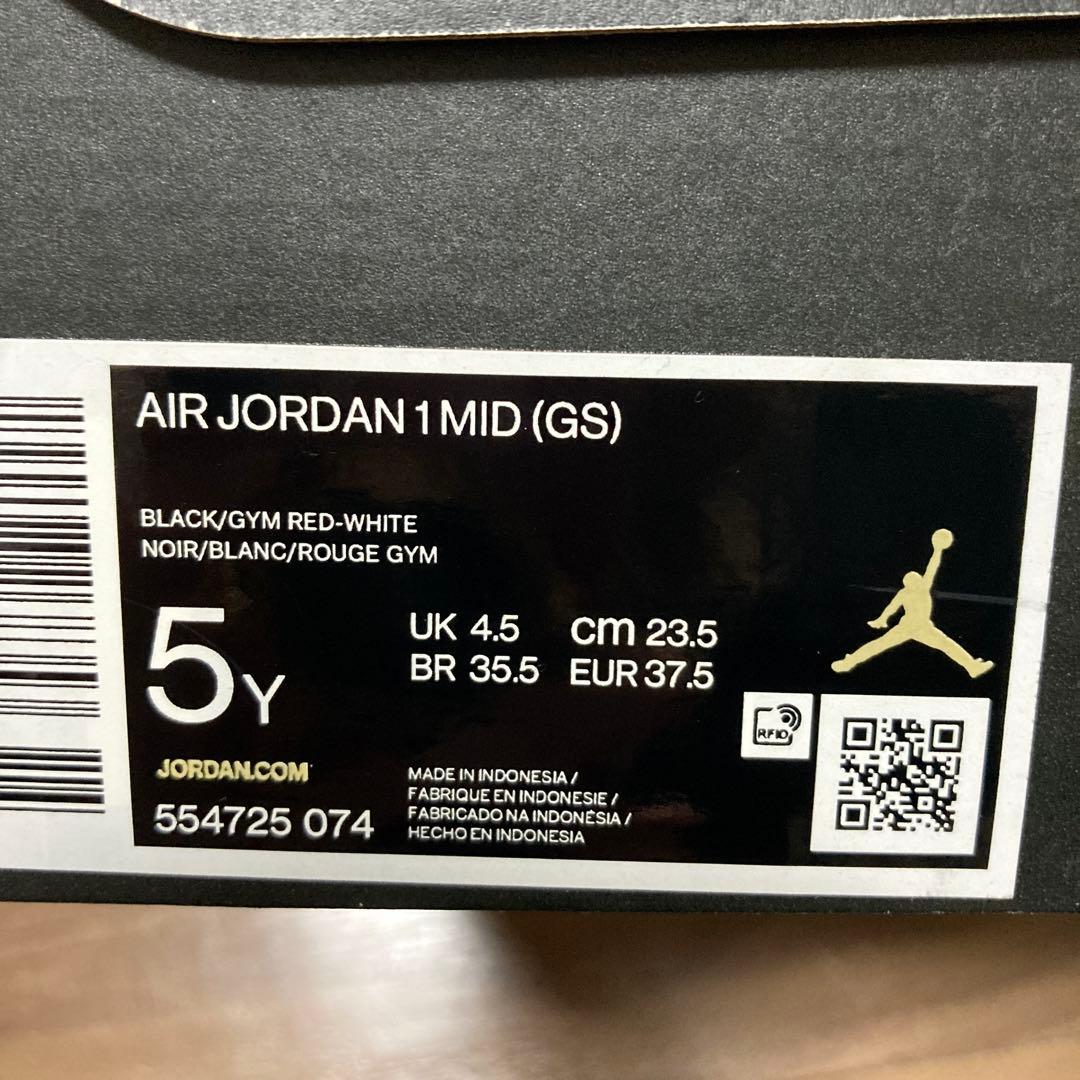 AIR JORDAN 1 MID (GS)
BLACK/GYM RED-WHITE
NOIR/BLANC/ROUGE GYM
5Y
UK 4.5 cm 23.5
BR 35.5 EUR 37.5
RFID
JORDAN.COM
554725 074
MADE IN INDONESIA /
FABRIQUE EN INDONESIE /
FABRICADO NA INDONÉSIA /
HECHO EN INDONESIA